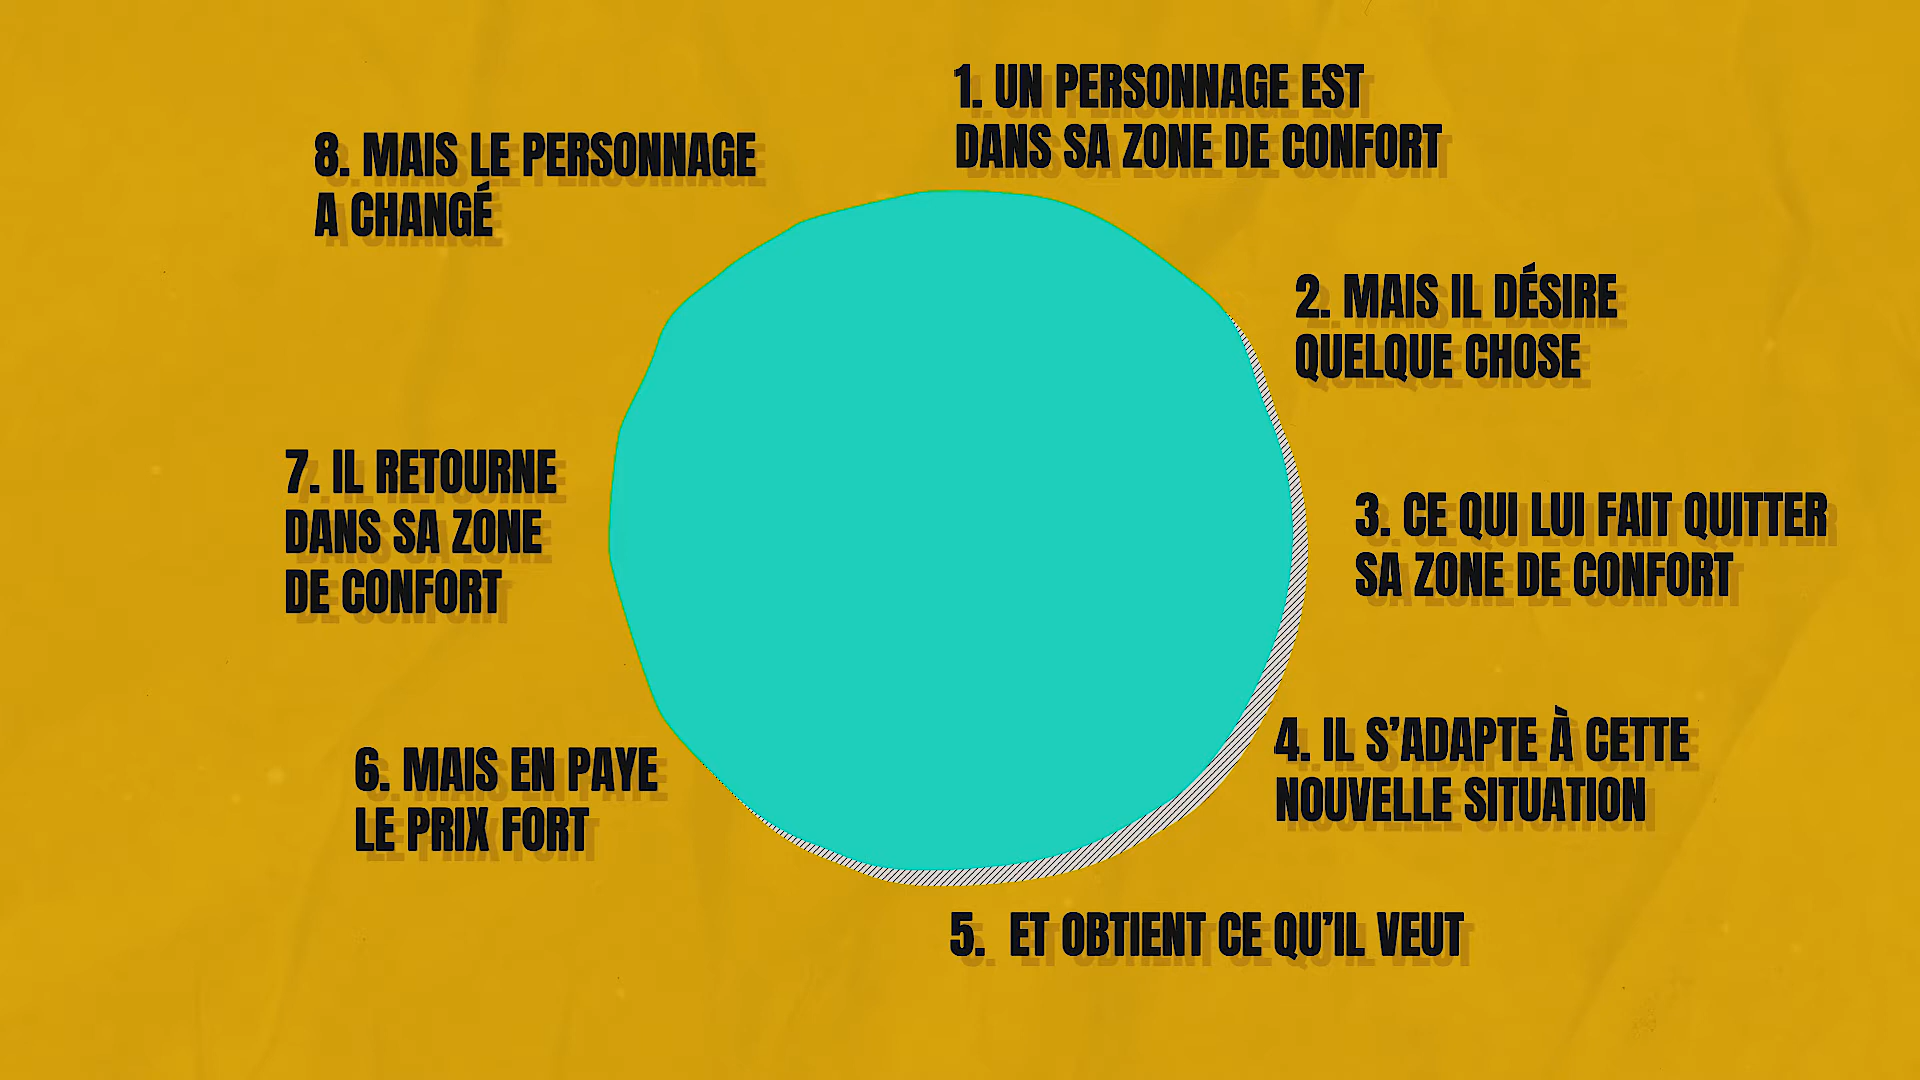 1. UN PERSONNAGE EST
DANS SA ZONE DE CONFORT
2. MAIS IL DÉSIRE
QUELQUE CHOSE
3. CE QUI LUI FAIT QUITTER
SA ZONE DE CONFORT
4. IL S’ADAPTE À CETTE
NOUVELLE SITUATION
5. ET OBTIENT CE QU’IL VEUT
6. MAIS EN PAYE
LE PRIX FORT
7. IL RETOURNE
DANS SA ZONE
DE CONFORT
8. MAIS LE PERSONNAGE
A CHANGÉ